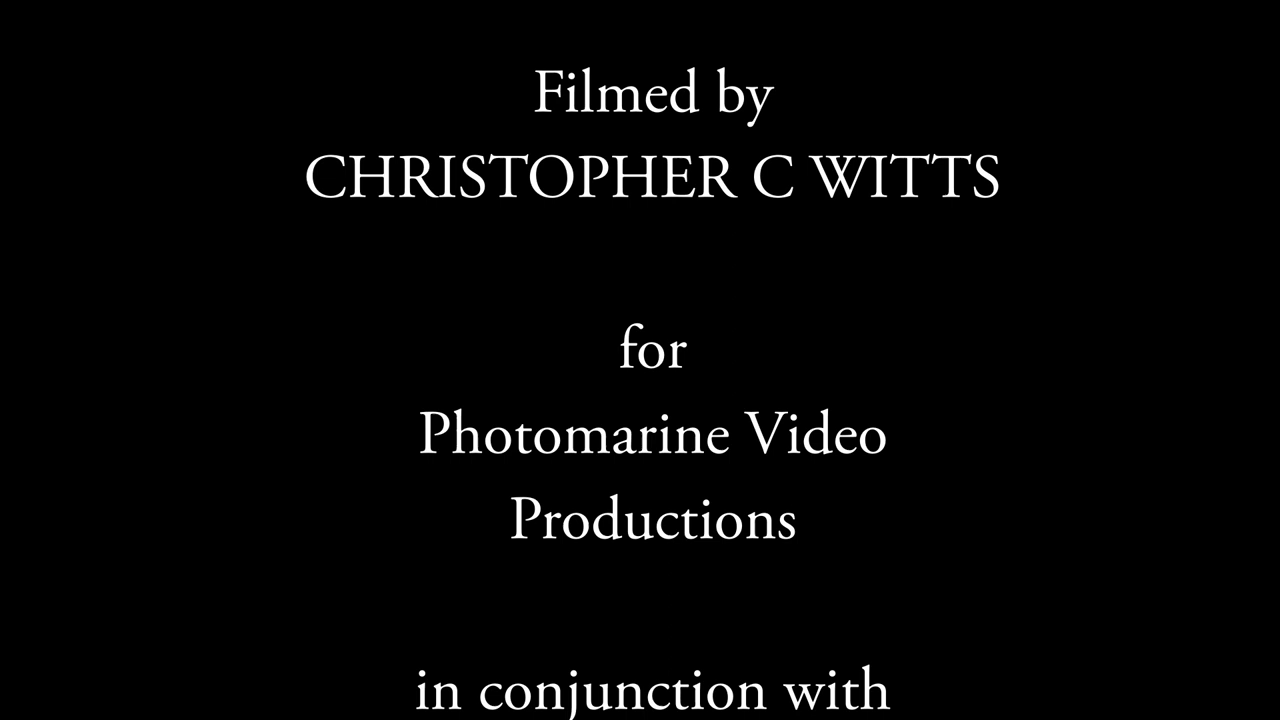 Filmed by
CHRISTOPHER C WITTS
for
Photomarine Video
Productions
in conjunction with